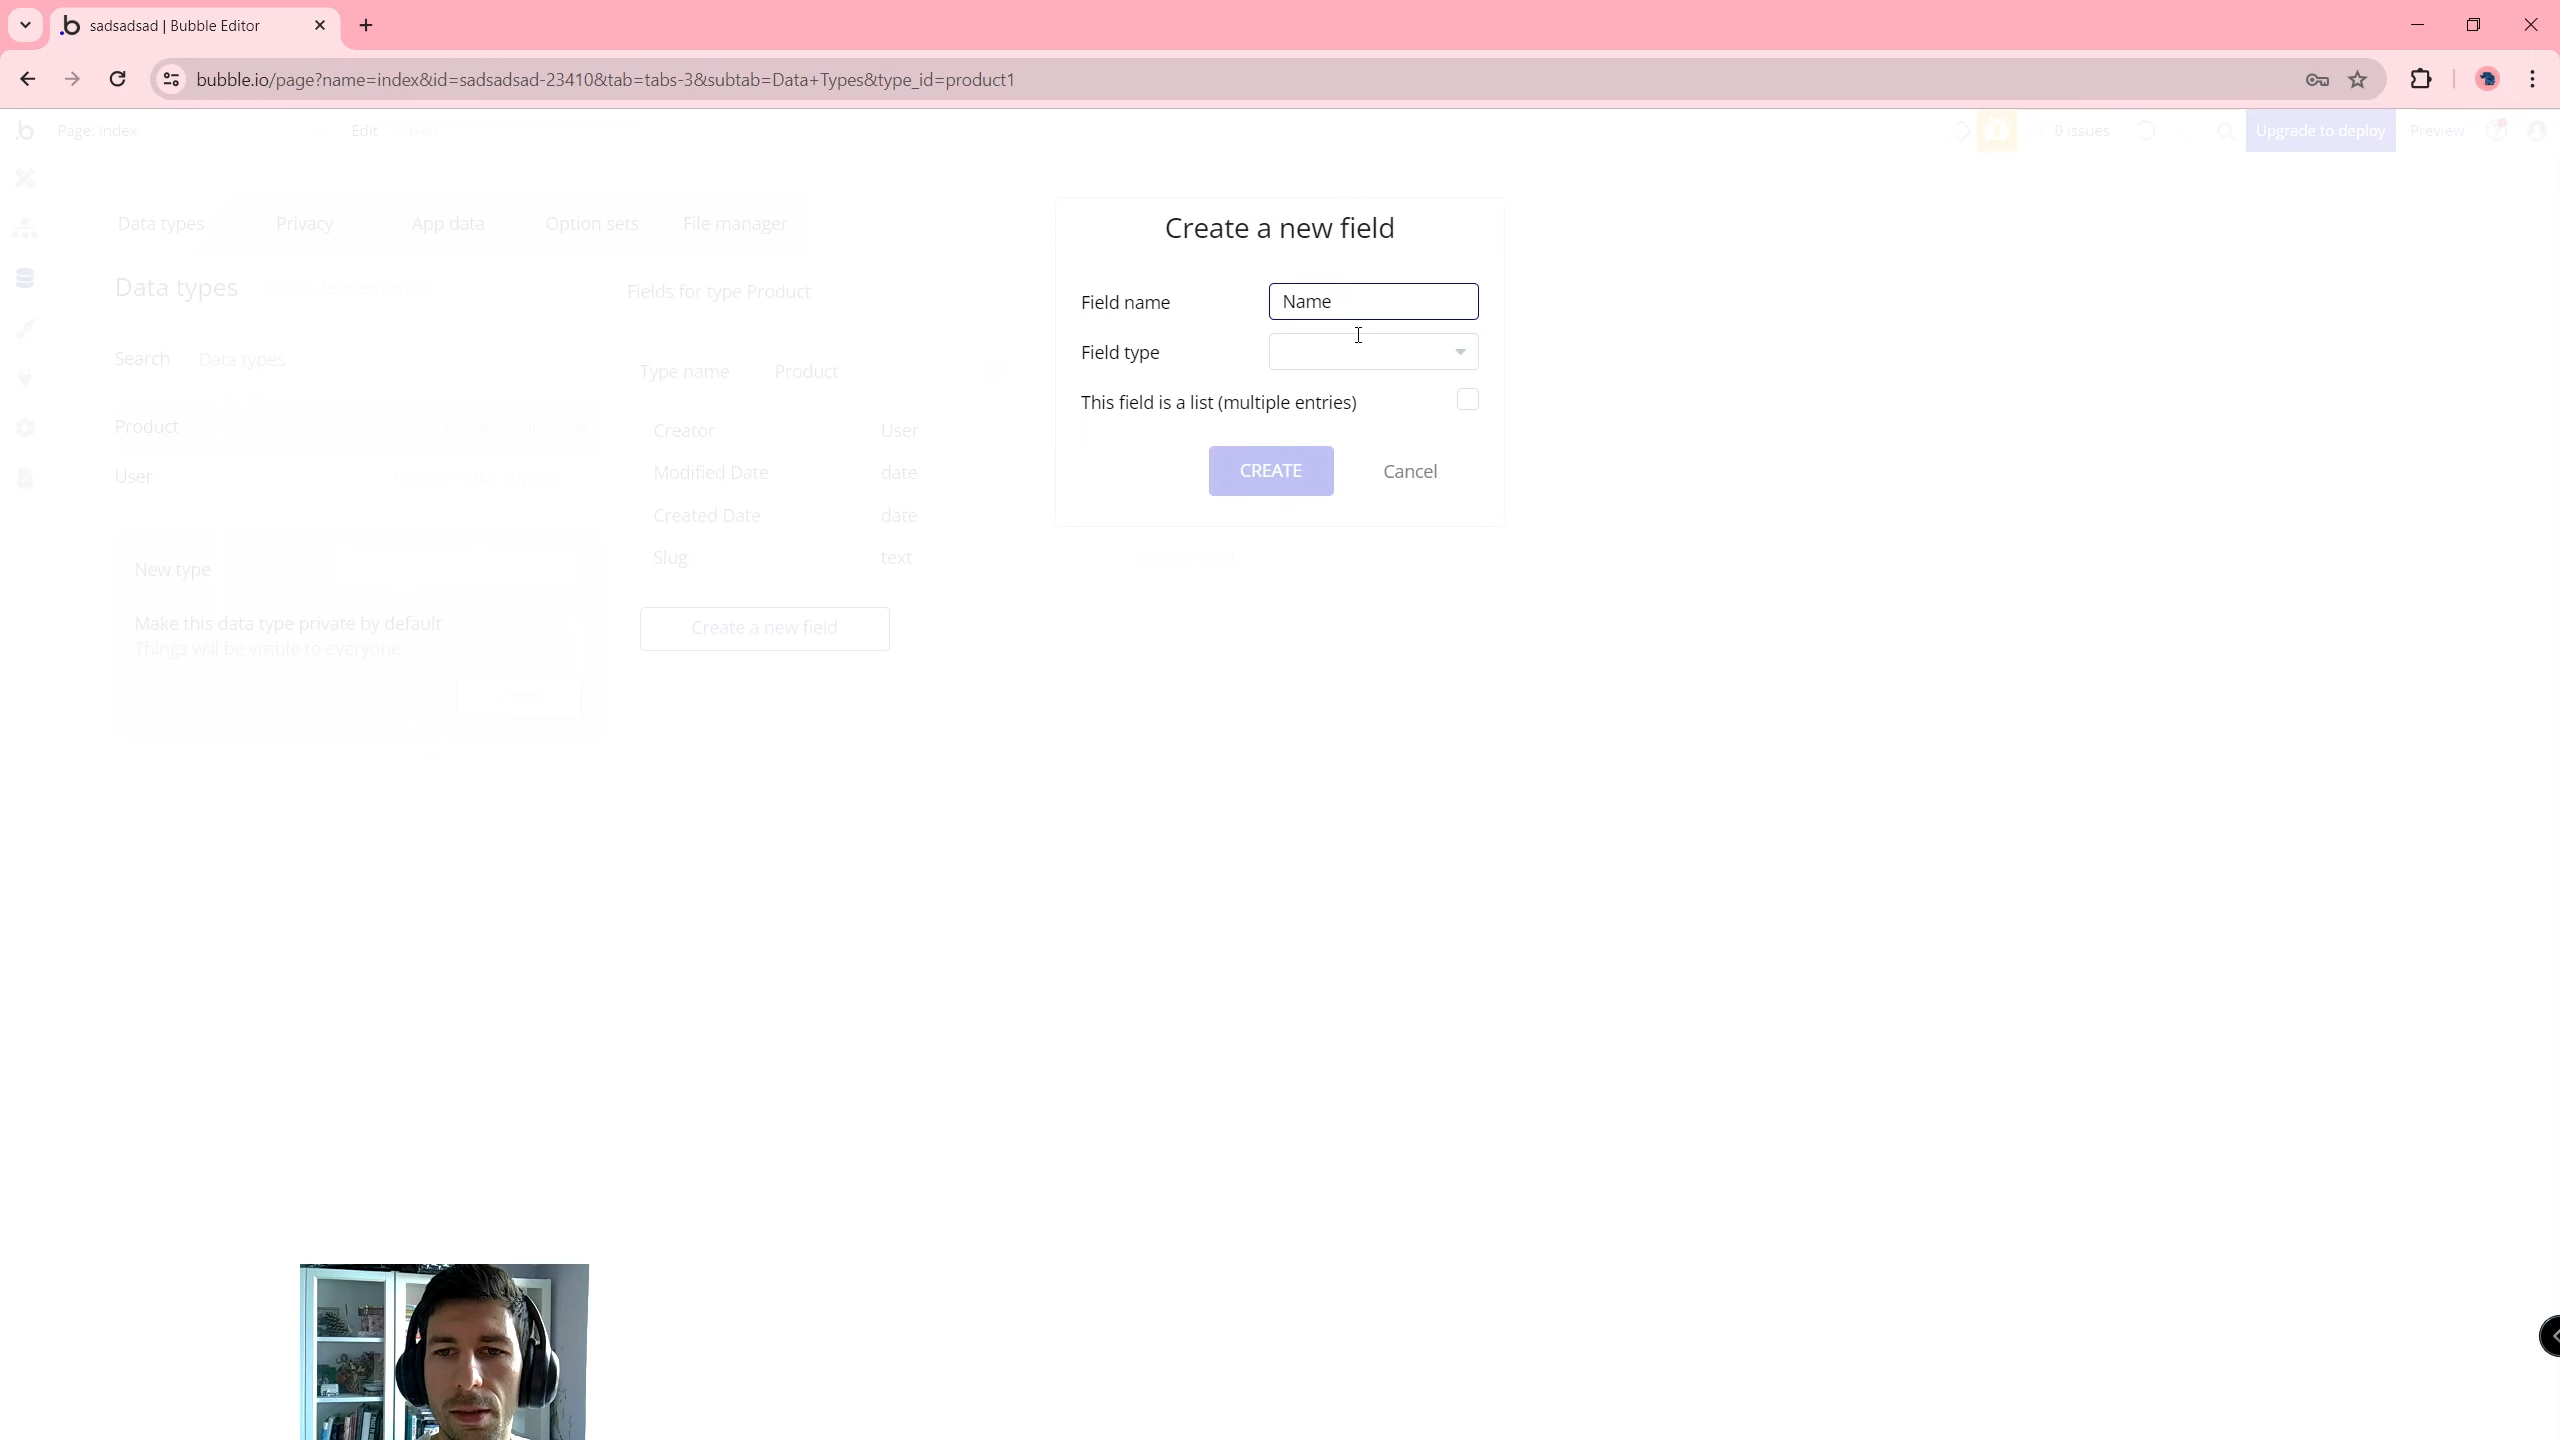 sadsadsad | Bubble Editor
bubble.io/page?name=index&id=sadsadsad-23410&tab=tabs-3&subtab=Data+Types&type_id=product1
Page: index
Edit
Saved
0 issues
Upgrade to deploy
Preview
Data types
Privacy
App data
Option sets
File manager
Data types
Fields for type Product
Search
Data types
Type name
Product
Product
Creator
User
User
Modified Date
date
Created Date
date
Slug
text
New type
Make this data type private by default
Things will be visible to everyone
Create a new field
Create a new field
Field name
Name
Field type
This field is a list (multiple entries)
CREATE
Cancel